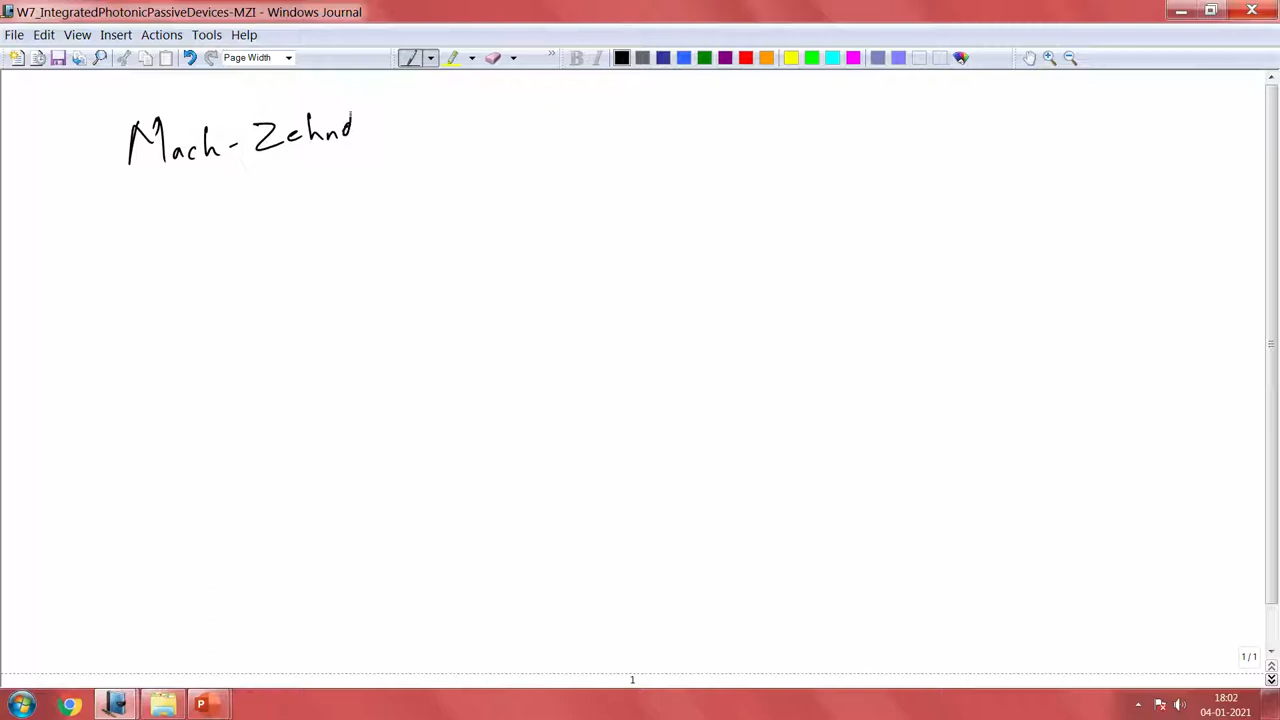 W7_IntegratedPhotonicPassiveDevices-MZI - Windows Journal
File Edit View Insert Actions Tools Help
Page Width
B I
Mach - Zehnd
1 / 1
1
18:02
04-01-2021